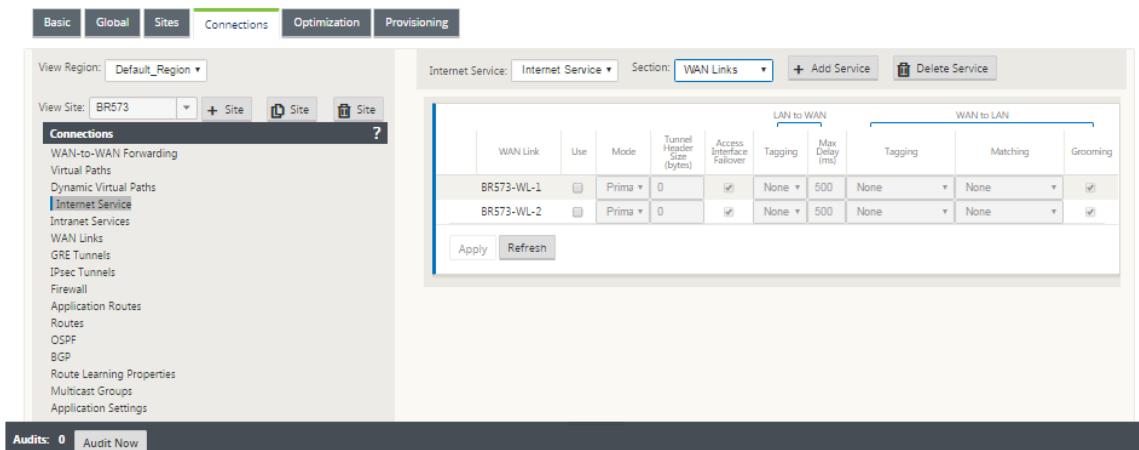 Basic Global Sites Connections Optimization Provisioning
View Region: Default_Region
Internet Service: Internet Service Section: WAN Links + Add Service Delete Service
View Site: BR573 + Site Site Site
Connections ?
WAN-to-WAN Forwarding
Virtual Paths
Dynamic Virtual Paths
Internet Service
Intranet Services
WAN Links
GRE Tunnels
IPsec Tunnels
Firewall
Application Routes
Routes
OSPF
BGP
Route Learning Properties
Multicast Groups
Application Settings
LAN to WAN WAN to LAN
WAN Link Use Mode Tunnel Header Size (bytes) Access Interface Failover Tagging Max Delay (ms) Tagging Matching Grooming
BR573-WL-1 Prima 0 None 500 None None
BR573-WL-2 Prima 0 None 500 None None
Apply Refresh
Audits: 0 Audit Now